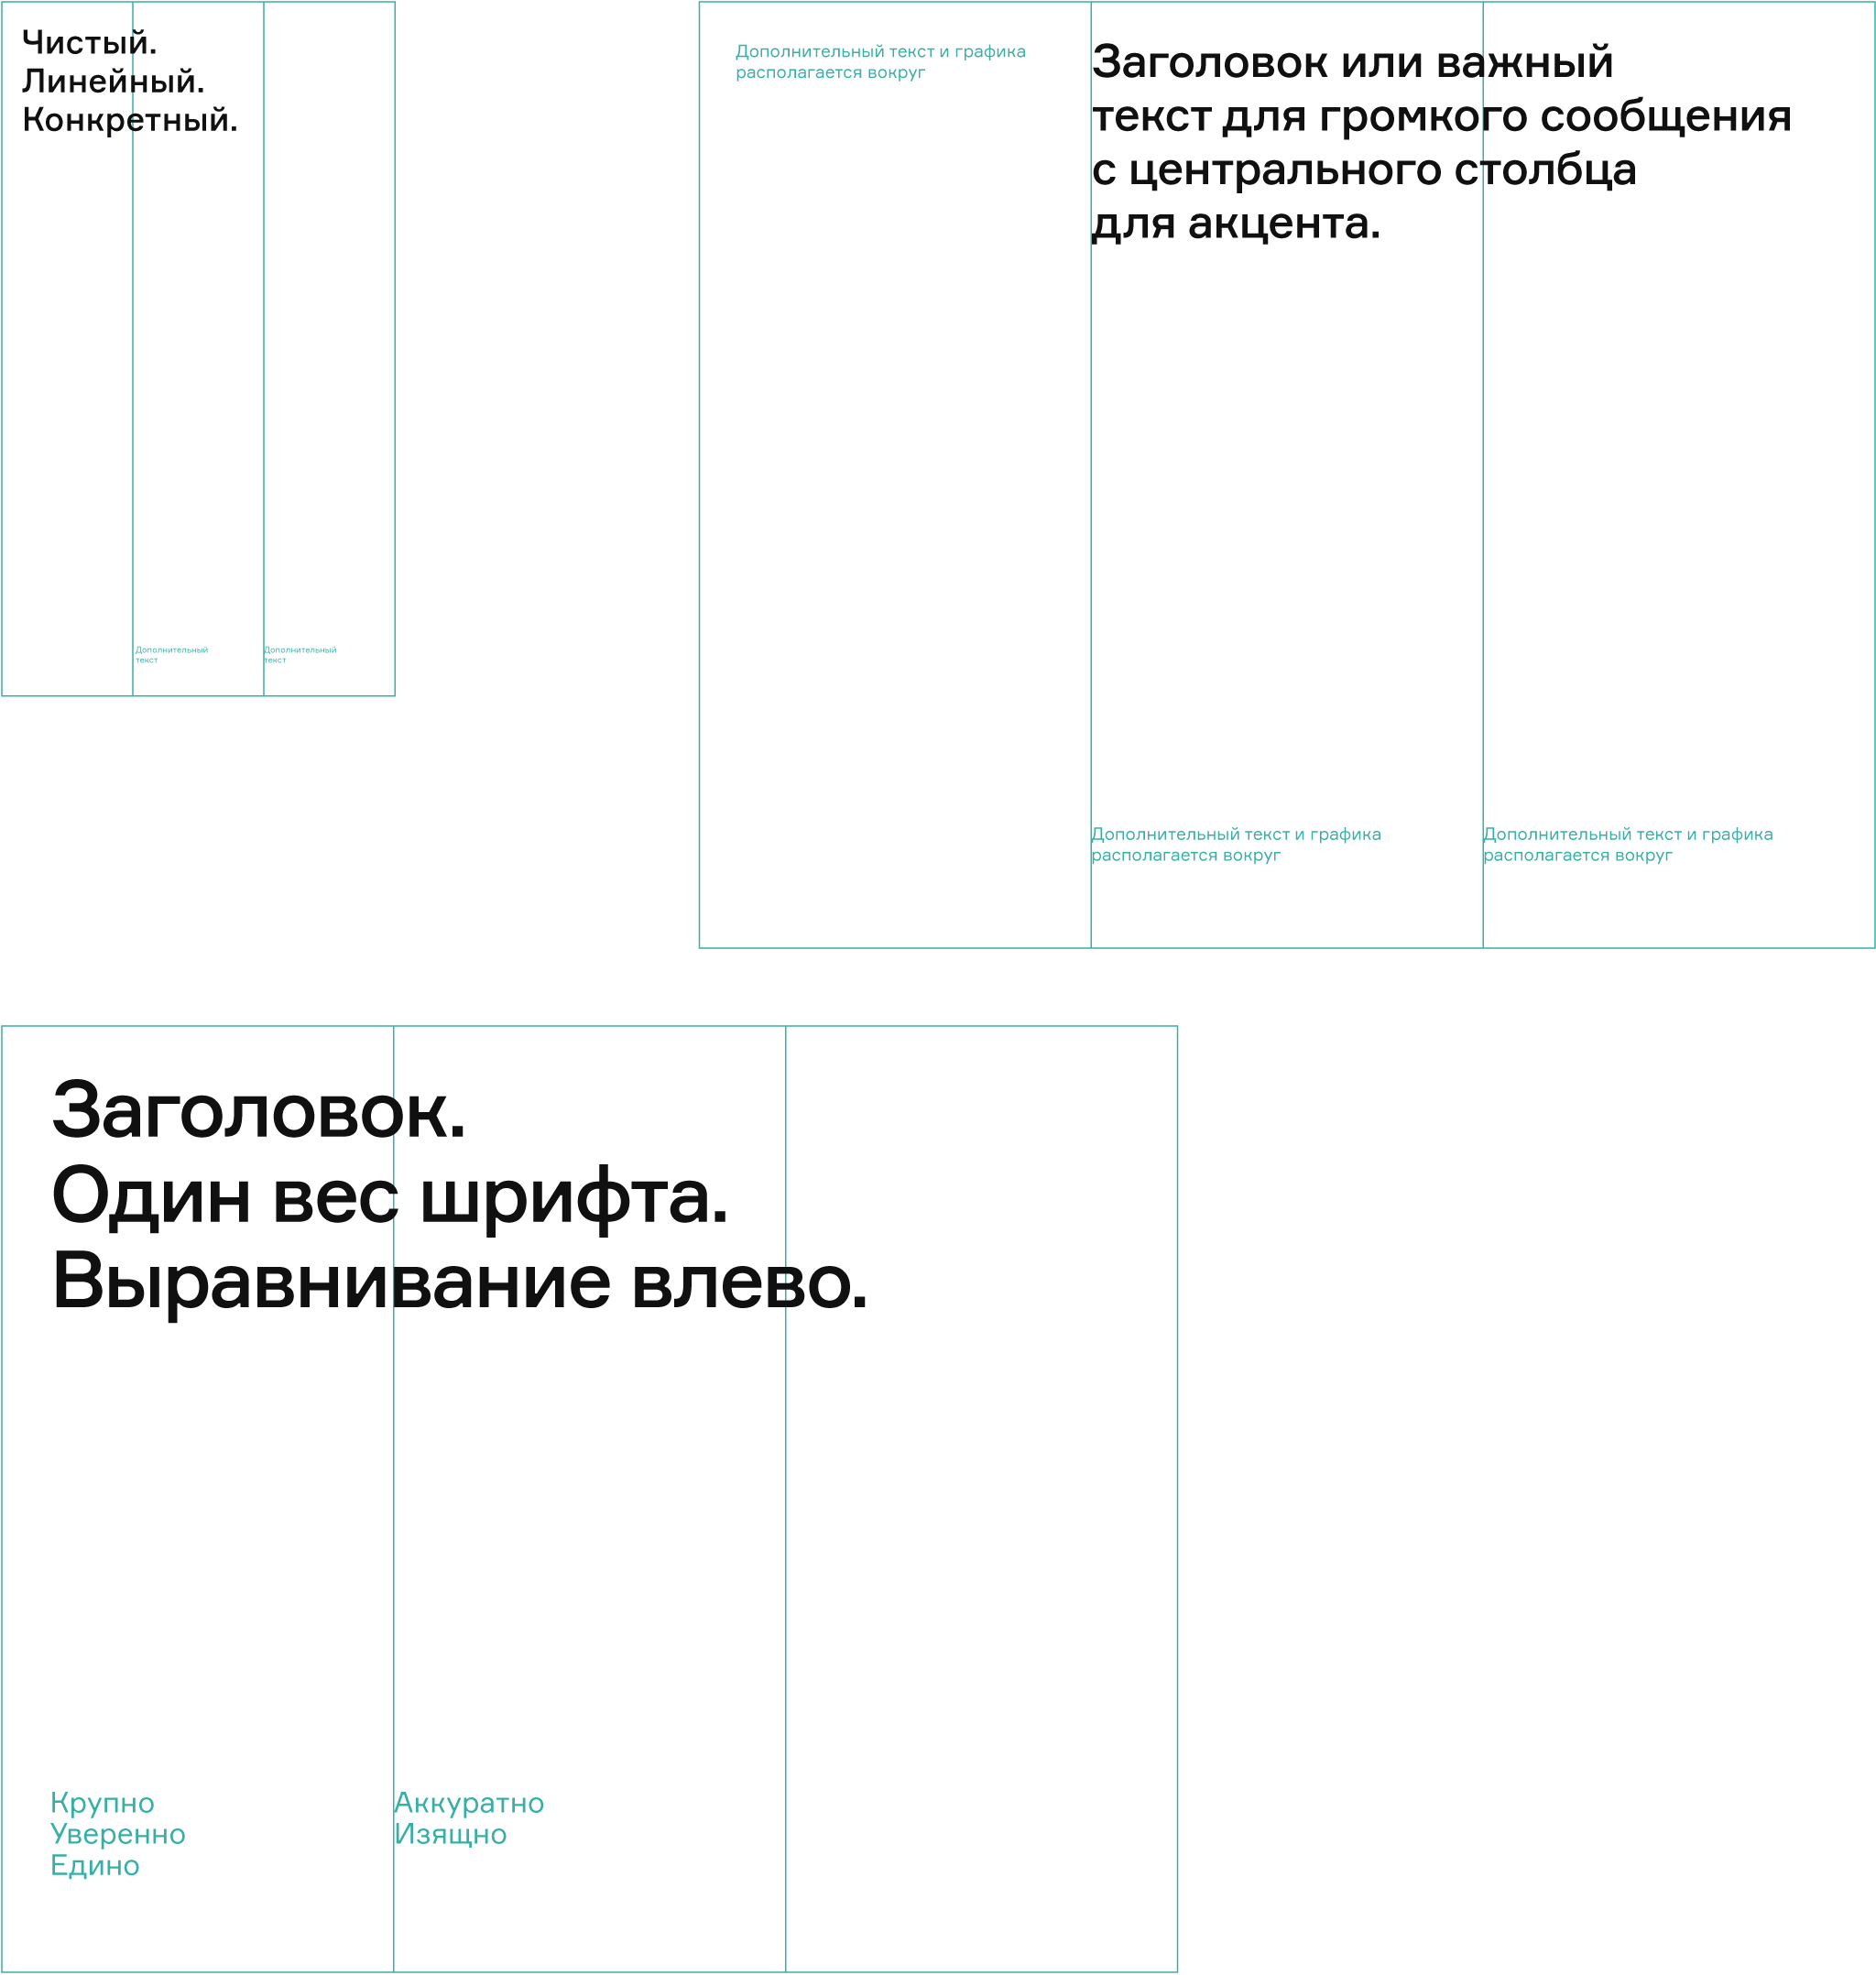 Чистый.
Линейный.
Конкретный.
Дополнительный
текст
Дополнительный
текст
Дополнительный текст и графика
располагается вокруг
Заголовок или важный
текст для громкого сообщения
с центрального столбца
для акцента.
Дополнительный текст и графика
располагается вокруг
Дополнительный текст и графика
располагается вокруг
Заголовок.
Один вес шрифта.
Выравнивание влево.
Крупно
Уверенно
Едино
Аккуратно
Изящно